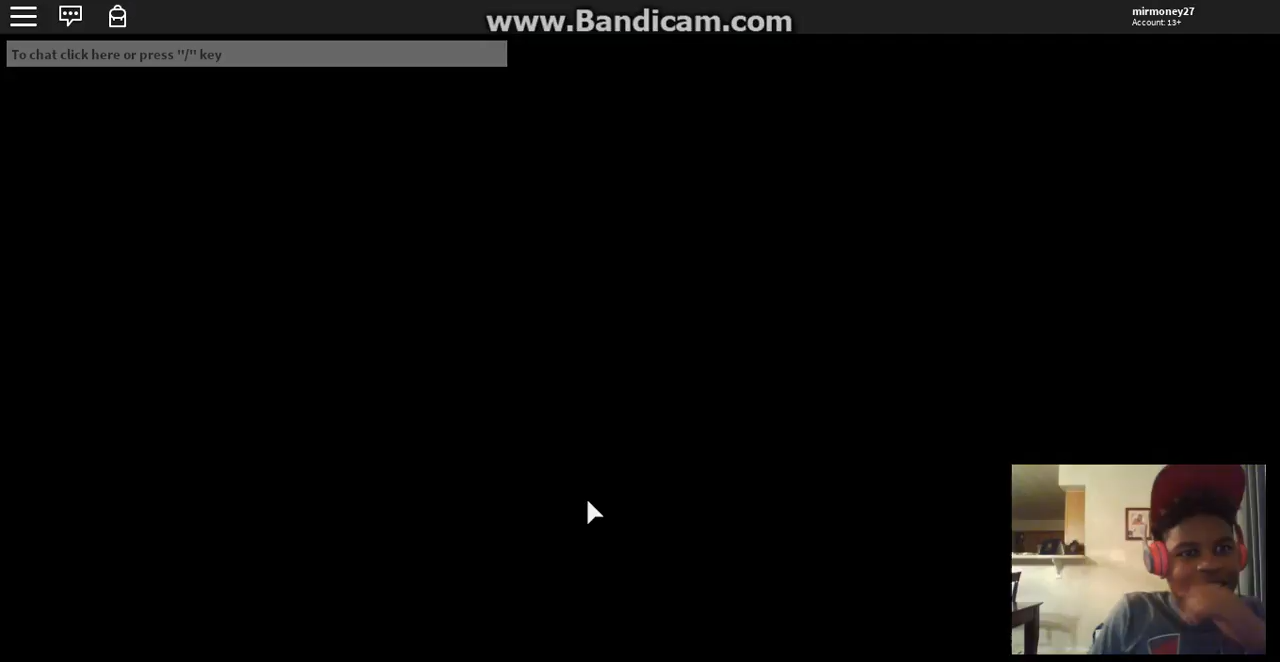 www.Bandicam.com
mirmoney27
Account: 13+
To chat click here or press "/" key